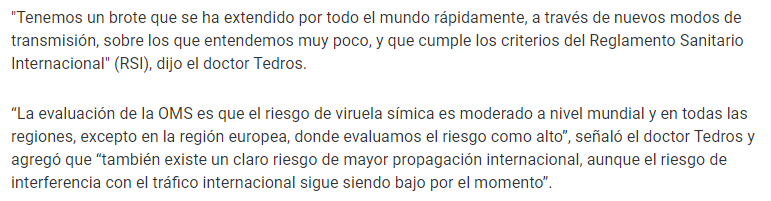 "Tenemos un brote que se ha extendido por todo el mundo rápidamente, a través de nuevos modos de
transmisión, sobre los que entendemos muy poco, y que cumple los criterios del Reglamento Sanitario
Internacional" (RSI), dijo el doctor Tedros.
“La evaluación de la OMS es que el riesgo de viruela símica es moderado a nivel mundial y en todas las
regiones, excepto en la región europea, donde evaluamos el riesgo como alto”, señaló el doctor Tedros y
agregó que “también existe un claro riesgo de mayor propagación internacional, aunque el riesgo de
interferencia con el tráfico internacional sigue siendo bajo por el momento”.